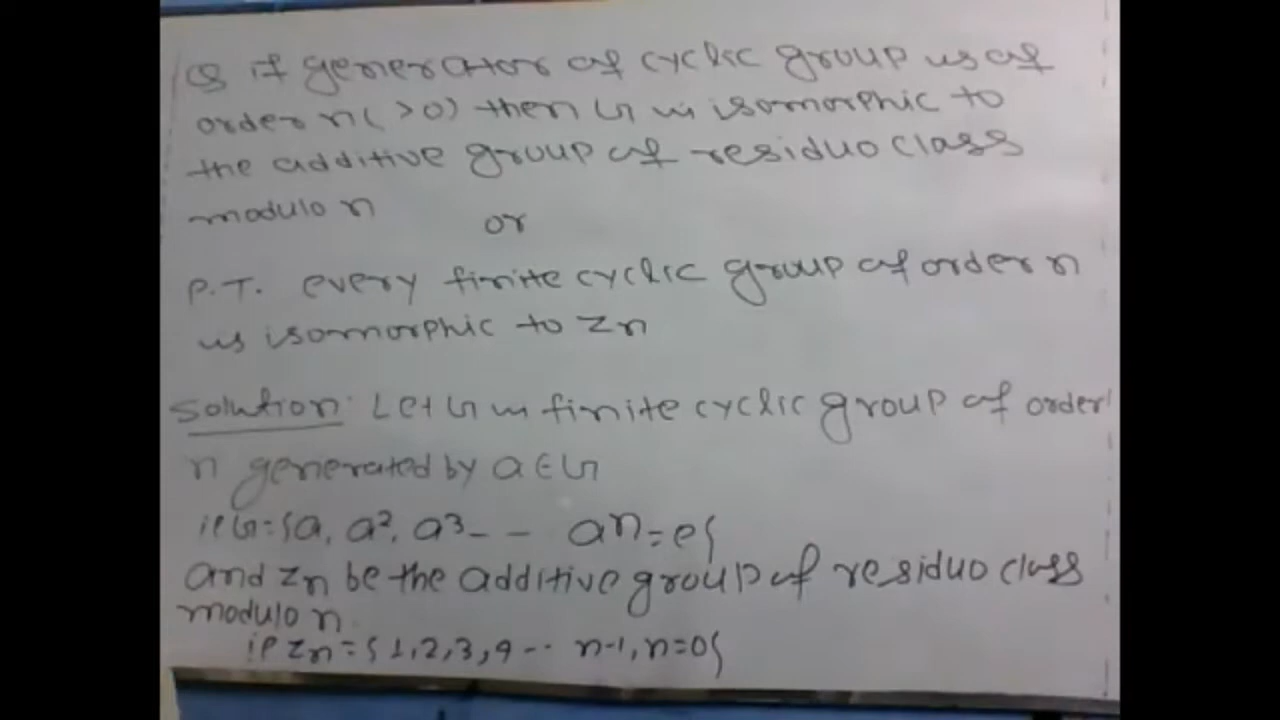 Q if generator of cyclic group is of
order n( >0) then G is isomorphic to
the additive group of residuo class
modulo n
or
P.T. every finite cyclic group of order n
is isomorphic to Zn
Solution: Let G is finite cyclic group of order
n generated by a ∈ G
ie G = {a, a², a³ - - aⁿ = e}
and Zn be the additive group of residuo class
modulo n.
ie Zn = {1, 2, 3, 4 -- n-1, n=0}